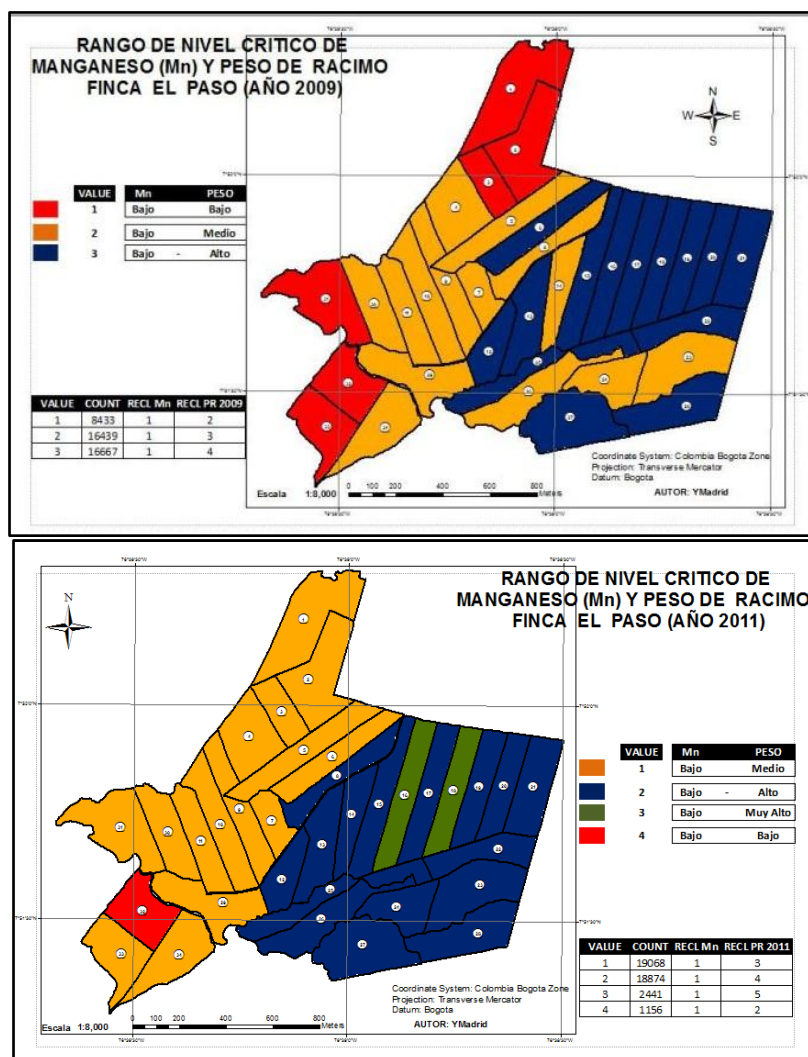 RANGO DE NIVEL CRITICO DE
MANGANESO (Mn) Y PESO DE RACIMO
FINCA EL PASO (AÑO 2009)
N
W E
S
VALUE Mn PESO
1 Bajo Bajo
2 Bajo Medio
3 Bajo - Alto
VALUE COUNT RECL Mn RECL PR 2009
1 8433 1 2
2 16439 1 3
3 16667 1 4
Coordinate System: Colombia Bogota Zone
Projection: Transverse Mercator
Datum: Bogota
AUTOR: YMadrid
Escala 1:8,000
0 100 200 400 600 800
Meters
RANGO DE NIVEL CRITICO DE
MANGANESO (Mn) Y PESO DE RACIMO
FINCA EL PASO (AÑO 2011)
N
VALUE Mn PESO
1 Bajo Medio
2 Bajo - Alto
3 Bajo Muy Alto
4 Bajo Bajo
VALUE COUNT RECL Mn RECL PR 2011
1 19068 1 3
2 18874 1 4
3 2441 1 5
4 1156 1 2
Coordinate System: Colombia Bogota Zone
Projection: Transverse Mercator
Datum: Bogota
AUTOR: YMadrid
Escala 1:8,000
0 100 200 400 600 800
Meters